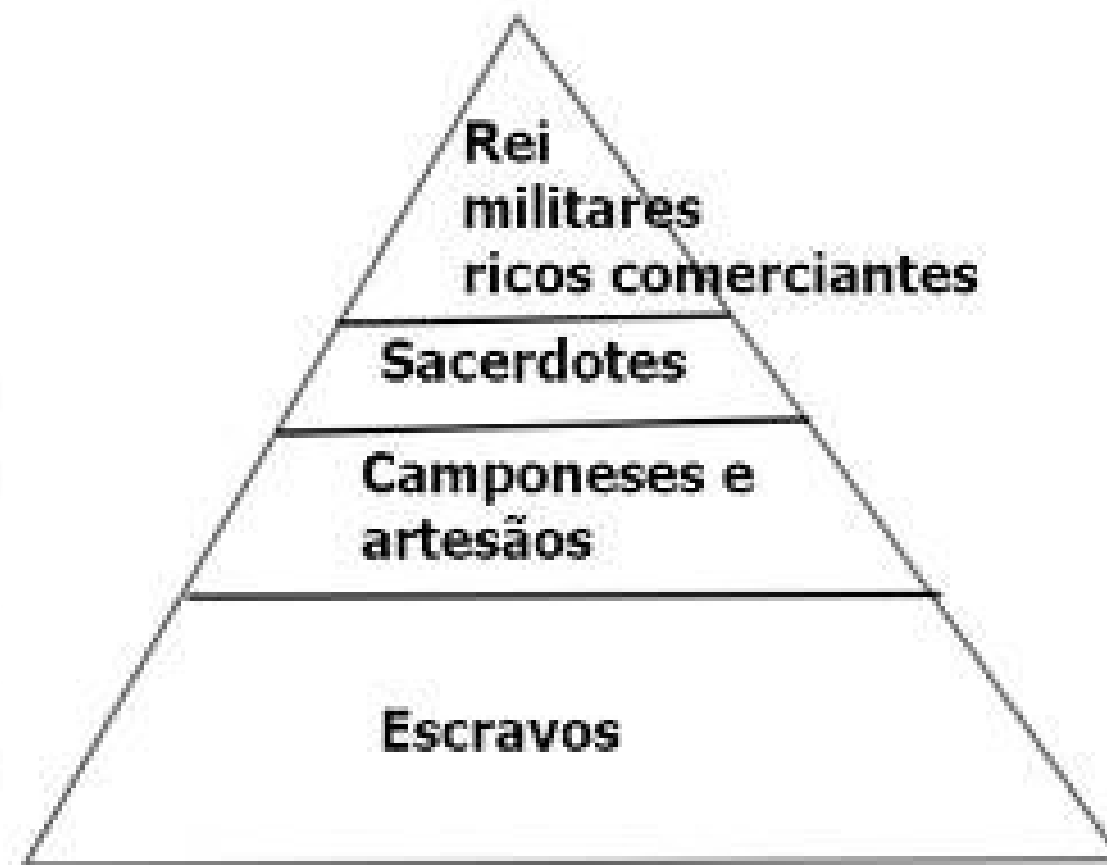 Rei
militares
ricos comerciantes
Sacerdotes
Camponeses e
artesãos
Escravos